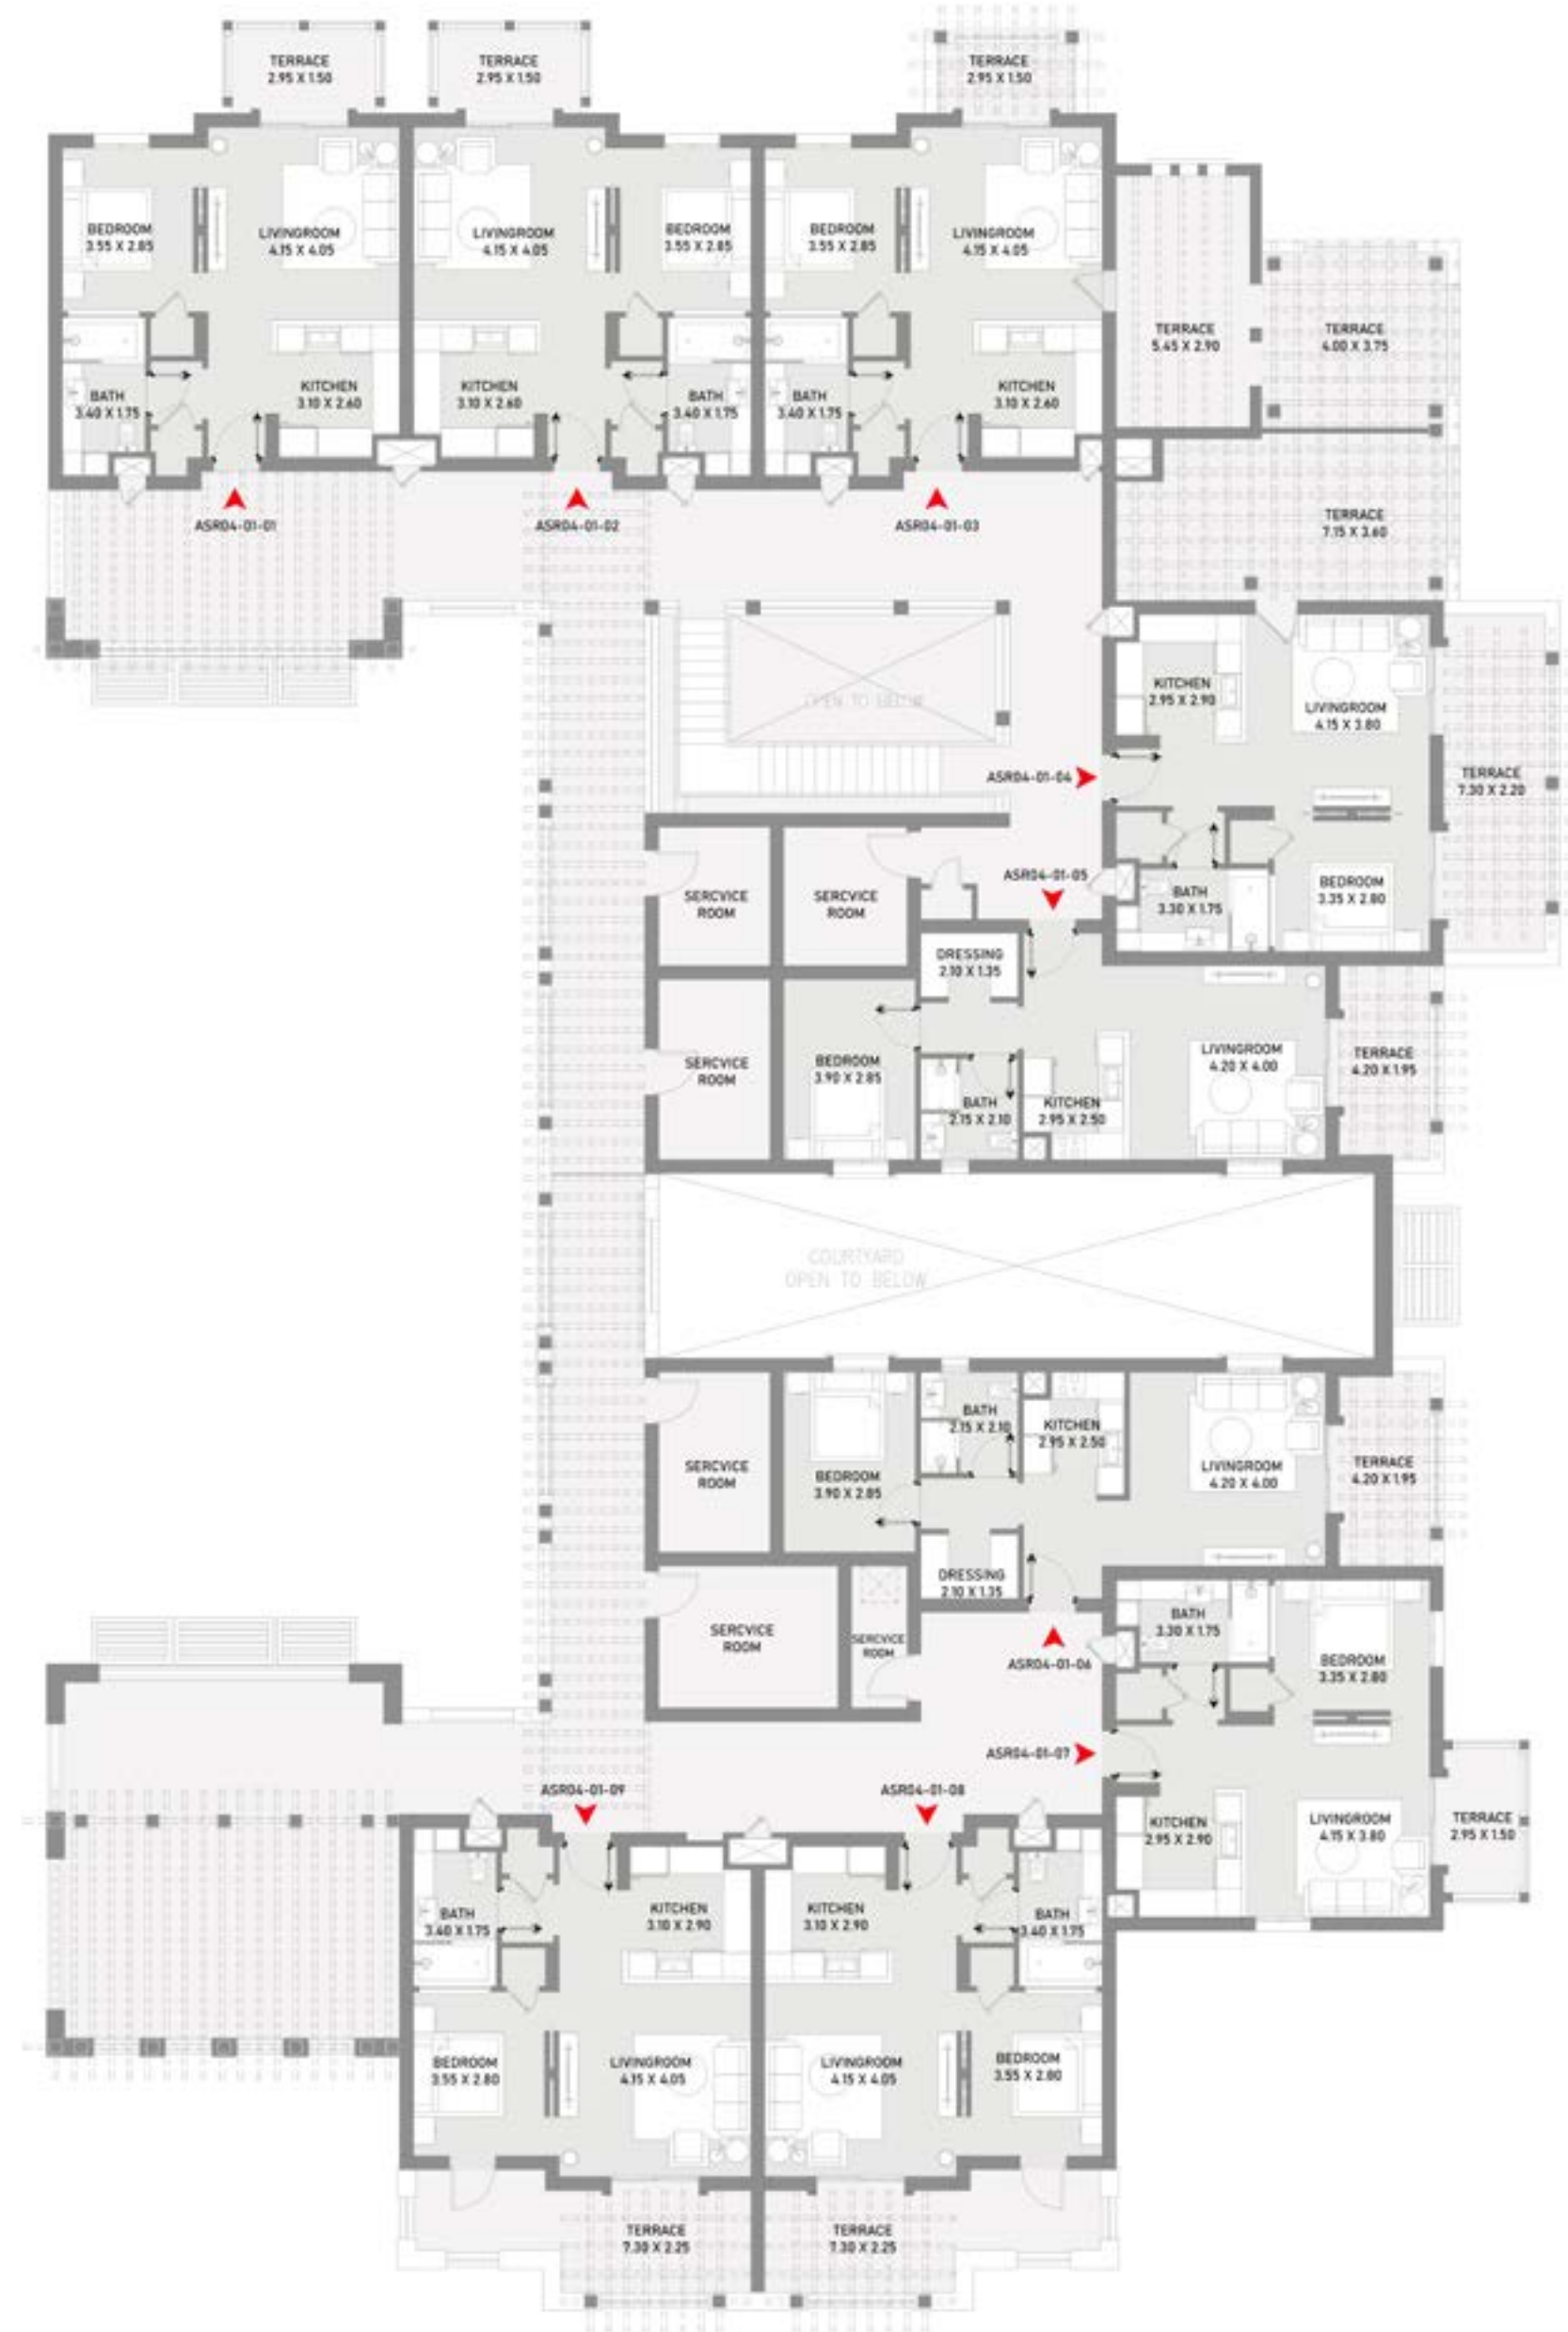 TERRACE
2.95 X 1.50
TERRACE
2.95 X 1.50
TERRACE
2.95 X 1.50
BEDROOM
3.55 X 2.85
LIVINGROOM
4.15 X 4.05
LIVINGROOM
4.15 X 4.05
BEDROOM
3.55 X 2.85
BEDROOM
3.55 X 2.85
LIVINGROOM
4.15 X 4.05
TERRACE
5.45 X 2.90
TERRACE
4.00 X 3.75
BATH
3.40 X 1.75
KITCHEN
3.10 X 2.60
KITCHEN
3.10 X 2.60
BATH
3.40 X 1.75
BATH
3.40 X 1.75
KITCHEN
3.10 X 2.60
ASR04-01-01
ASR04-01-02
ASR04-01-03
TERRACE
7.15 X 3.60
OPEN TO BELOW
KITCHEN
2.95 X 2.90
LIVINGROOM
4.15 X 3.80
ASR04-01-04
TERRACE
7.30 X 2.20
ASR04-01-05
SERCVICE
ROOM
SERCVICE
ROOM
BATH
3.30 X 1.75
BEDROOM
3.35 X 2.80
DRESSING
2.10 X 1.35
SERCVICE
ROOM
BEDROOM
3.90 X 2.85
BATH
2.15 X 2.10
KITCHEN
2.95 X 2.50
LIVINGROOM
4.20 X 4.00
TERRACE
4.20 X 1.95
COURTYARD
OPEN TO BELOW
SERCVICE
ROOM
BEDROOM
3.90 X 2.85
BATH
2.15 X 2.10
KITCHEN
2.95 X 2.50
LIVINGROOM
4.20 X 4.00
TERRACE
4.20 X 1.95
DRESSING
2.10 X 1.35
SERCVICE
ROOM
SERCVICE
ROOM
ASR04-01-06
BATH
3.30 X 1.75
BEDROOM
3.35 X 2.80
ASR04-01-07
ASR04-01-09
ASR04-01-08
KITCHEN
2.95 X 2.90
LIVINGROOM
4.15 X 3.80
TERRACE
2.95 X 1.50
BATH
3.40 X 1.75
KITCHEN
3.10 X 2.90
KITCHEN
3.10 X 2.90
BATH
3.40 X 1.75
BEDROOM
3.55 X 2.80
LIVINGROOM
4.15 X 4.05
LIVINGROOM
4.15 X 4.05
BEDROOM
3.55 X 2.80
TERRACE
7.30 X 2.25
TERRACE
7.30 X 2.25